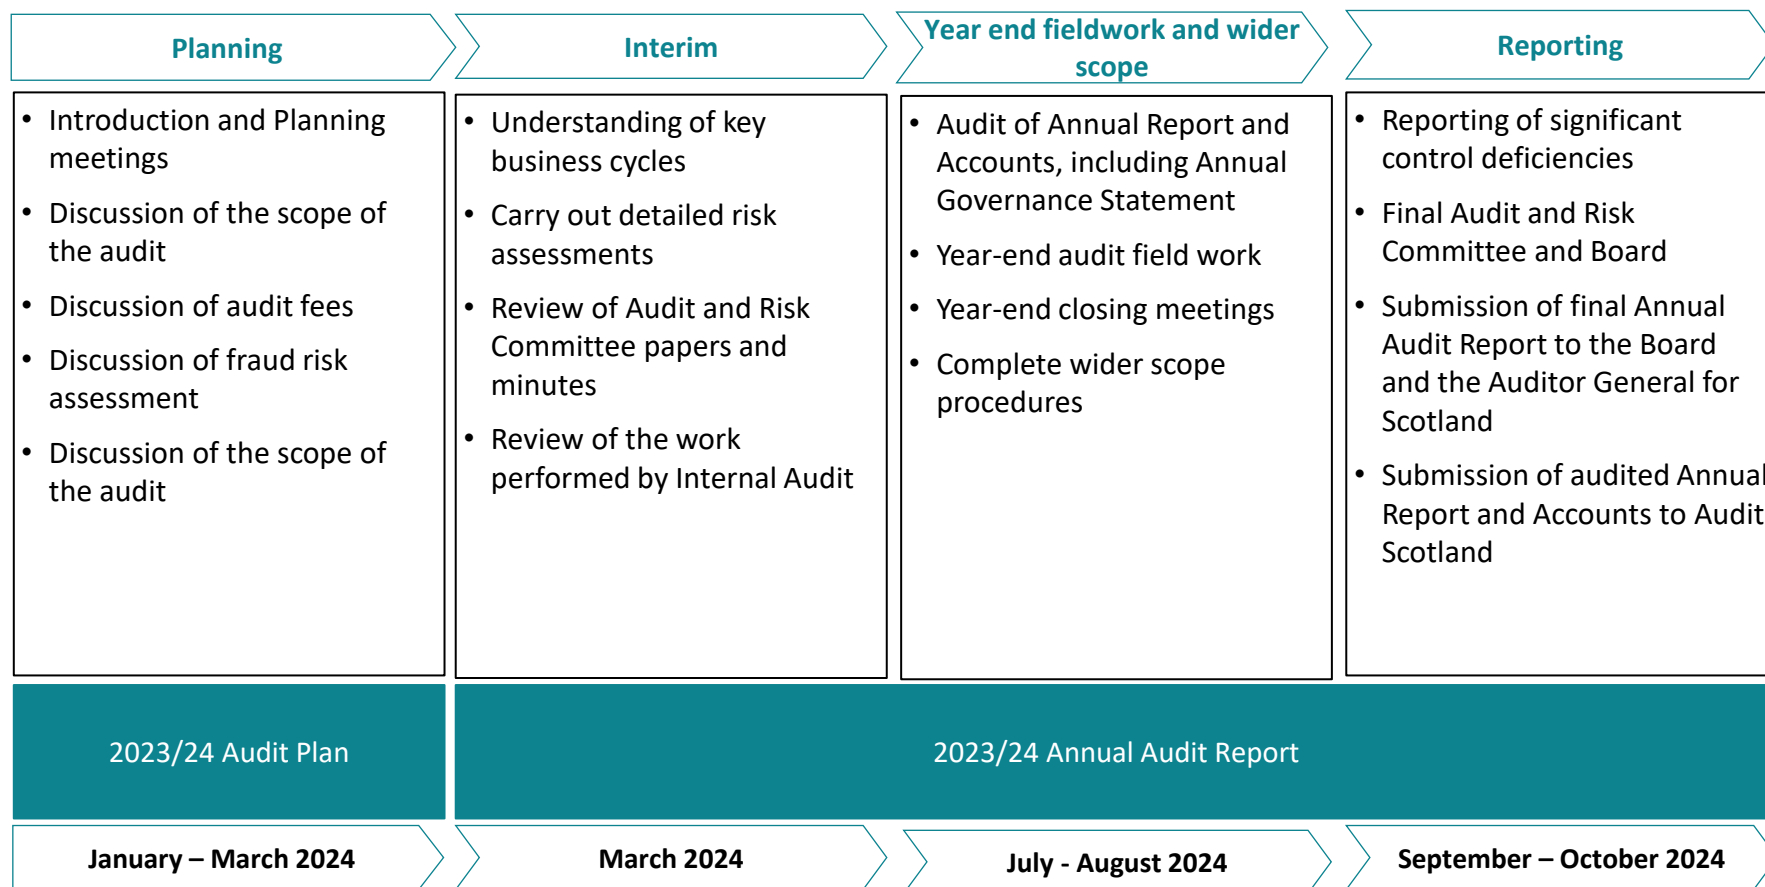 Planning
Interim
Year end fieldwork and wider
scope
Reporting
• Introduction and Planning
meetings
• Discussion of the scope of
the audit
• Discussion of audit fees
• Discussion of fraud risk
assessment
• Discussion of the scope of
the audit
• Understanding of key
business cycles
• Carry out detailed risk
assessments
• Review of Audit and Risk
Committee papers and
minutes
• Review of the work
performed by Internal Audit
• Audit of Annual Report and
Accounts, including Annual
Governance Statement
• Year-end audit field work
• Year-end closing meetings
• Complete wider scope
procedures
• Reporting of significant
control deficiencies
• Final Audit and Risk
Committee and Board
• Submission of final Annual
Audit Report to the Board
and the Auditor General for
Scotland
• Submission of audited Annual
Report and Accounts to Audit
Scotland
2023/24 Audit Plan
2023/24 Annual Audit Report
January – March 2024
March 2024
July - August 2024
September – October 2024